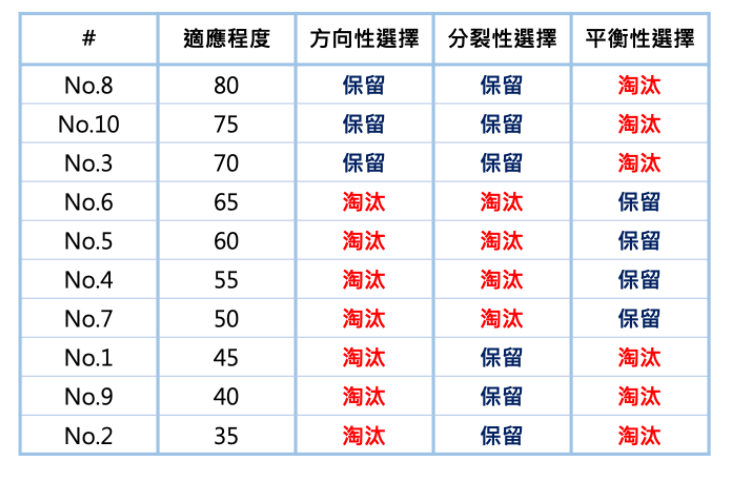 # 適應程度 方向性選擇 分裂性選擇 平衡性選擇
No.8 80 保留 保留 淘汰
No.10 75 保留 保留 淘汰
No.3 70 保留 保留 淘汰
No.6 65 淘汰 淘汰 保留
No.5 60 淘汰 淘汰 保留
No.4 55 淘汰 淘汰 保留
No.7 50 淘汰 淘汰 保留
No.1 45 淘汰 保留 淘汰
No.9 40 淘汰 保留 淘汰
No.2 35 淘汰 保留 淘汰